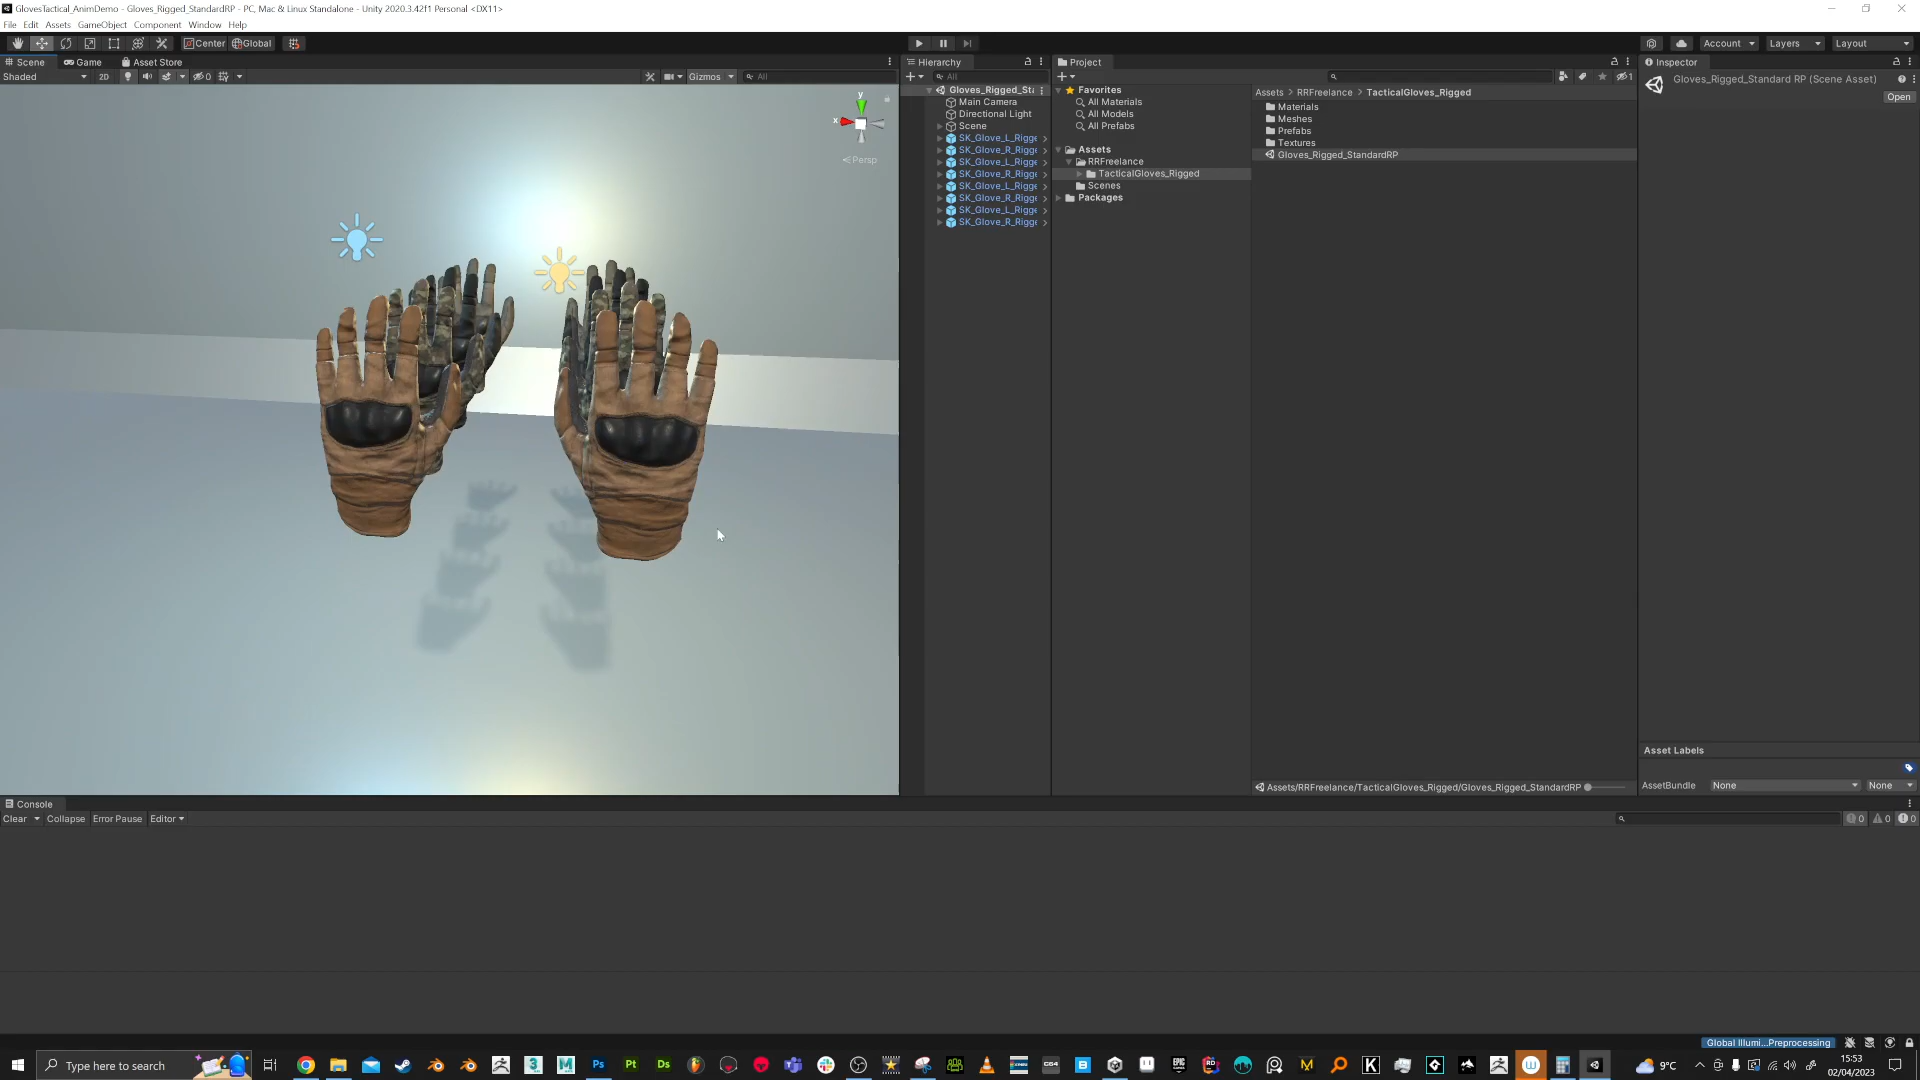 GlovesTactical_AnimDemo - Gloves_Rigged_StandardRP - PC, Mac & Linux Standalone - Unity 2020.3.42f1 Personal <DX11>
File Edit Assets GameObject Component Window Help
Center Global
Account Layers Layout
Scene Game Asset Store
Shaded 2D 0 Gizmos All
y
x
Persp
Hierarchy
All
Gloves_Rigged_Sta
Main Camera
Directional Light
Scene
SK_Glove_L_Rigge
SK_Glove_R_Rigge
SK_Glove_L_Rigge
SK_Glove_R_Rigge
SK_Glove_L_Rigge
SK_Glove_R_Rigge
SK_Glove_L_Rigge
SK_Glove_R_Rigge
Project
1
Favorites
All Materials
All Models
All Prefabs
Assets
RRFreelance
TacticalGloves_Rigged
Scenes
Packages
Assets > RRFreelance > TacticalGloves_Rigged
Materials
Meshes
Prefabs
Textures
Gloves_Rigged_StandardRP
Assets/RRFreelance/TacticalGloves_Rigged/Gloves_Rigged_StandardRP
Inspector
Gloves_Rigged_Standard RP (Scene Asset)
Open
Asset Labels
AssetBundle None None
Console
Clear Collapse Error Pause Editor
0 0 0
Global Illumi...Preprocessing
Type here to search
9°C
15:53
02/04/2023